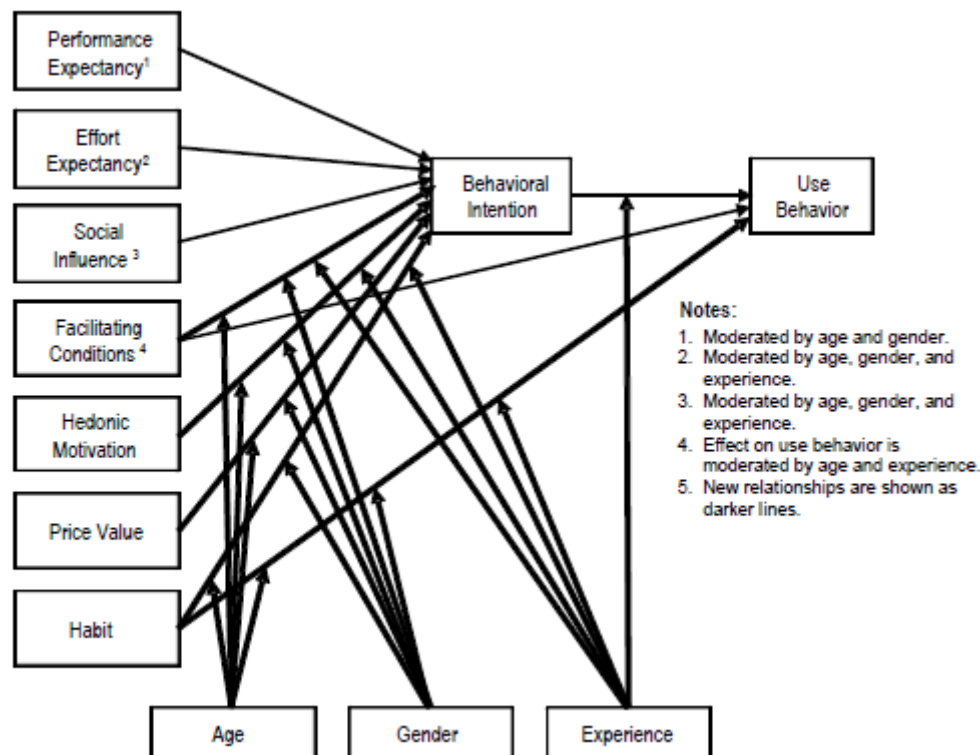 Performance
Expectancy1
Effort
Expectancy2
Social
Influence 3
Facilitating
Conditions 4
Hedonic
Motivation
Price Value
Habit
Behavioral
Intention
Use
Behavior
Notes:
1. Moderated by age and gender.
2. Moderated by age, gender, and
experience.
3. Moderated by age, gender, and
experience.
4. Effect on use behavior is
moderated by age and experience.
5. New relationships are shown as
darker lines.
Age
Gender
Experience